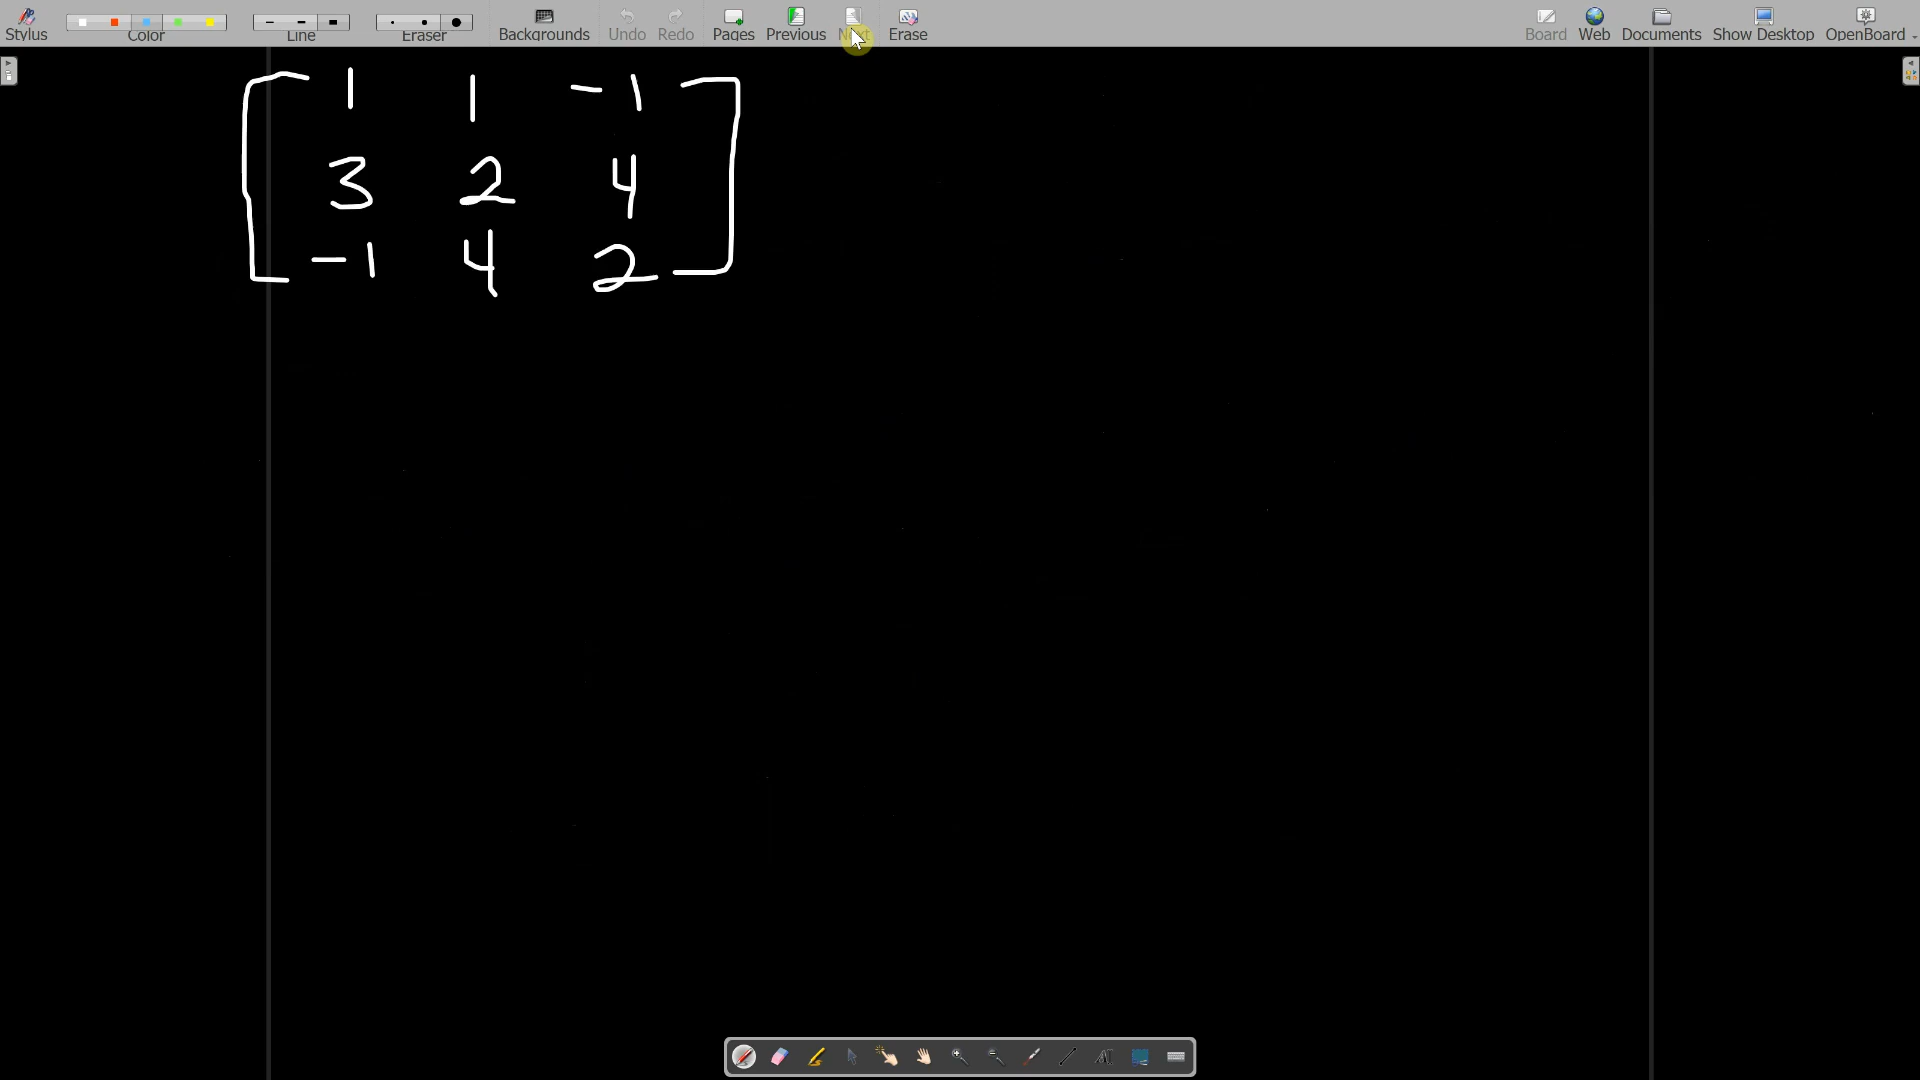 Stylus Color Line Eraser Backgrounds Undo Redo Pages Previous Erase Board Web Documents Show Desktop OpenBoard
1 1 -1
3 2 4
-1 4 2